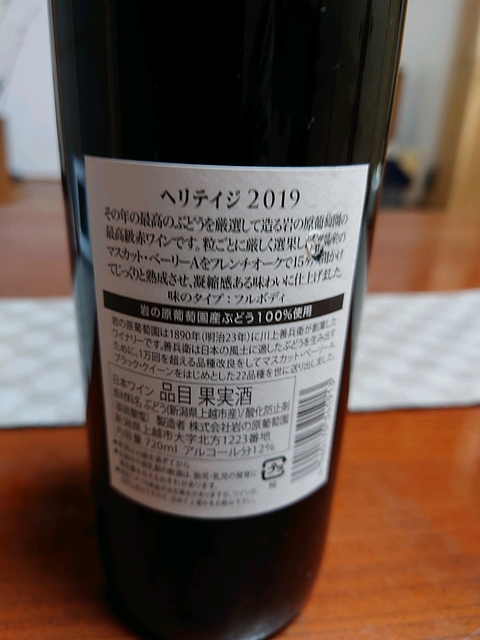 ヘリテイジ 2019
その年の最高のぶどうを厳選して造る岩の原葡萄園の
最高級赤ワインです。粒ごとに厳しく選果し
マスカット・ベーリーAをフレンチオークで15
てじっくりと熟成させ、凝縮感ある味わいに仕上げました。
味のタイプ：フルボディ
岩の原葡萄園産ぶどう100%使用
岩の原葡萄園は1890年(明治23年)に川上善兵衛が創業した
ワイナリーです。善兵衛は日本の風土に適したぶどうを生み出す
ために、1万回を超える品種改良をしてマスカット・ベーリーA、
ブラック・クイーンをはじめとした22品種を世に送り出しました。
日本ワイン 品目 果実酒
原材料名 ぶどう(新潟県上越市産)/酸化防止剤
(亜硫酸塩) 製造者 株式会社岩の原葡萄園
新潟県上越市大字北方1223番地
内容量 720ml アルコール分12%